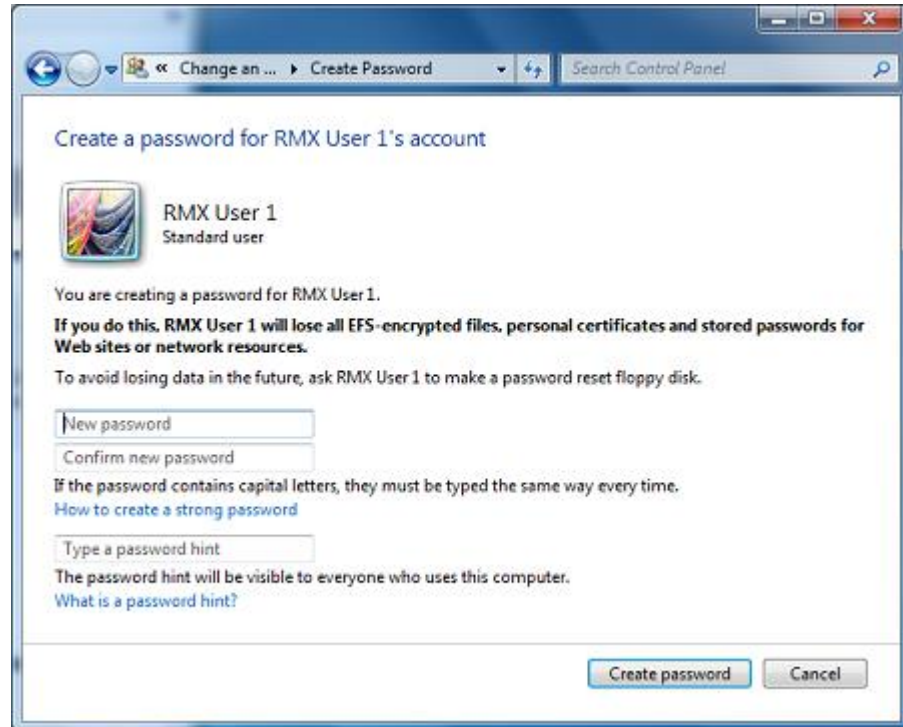 « Change an ... ▸ Create Password
Search Control Panel
Create a password for RMX User 1's account
RMX User 1
Standard user
You are creating a password for RMX User 1.
If you do this, RMX User 1 will lose all EFS-encrypted files, personal certificates and stored passwords for
Web sites or network resources.
To avoid losing data in the future, ask RMX User 1 to make a password reset floppy disk.
New password
Confirm new password
If the password contains capital letters, they must be typed the same way every time.
How to create a strong password
Type a password hint
The password hint will be visible to everyone who uses this computer.
What is a password hint?
Create password Cancel